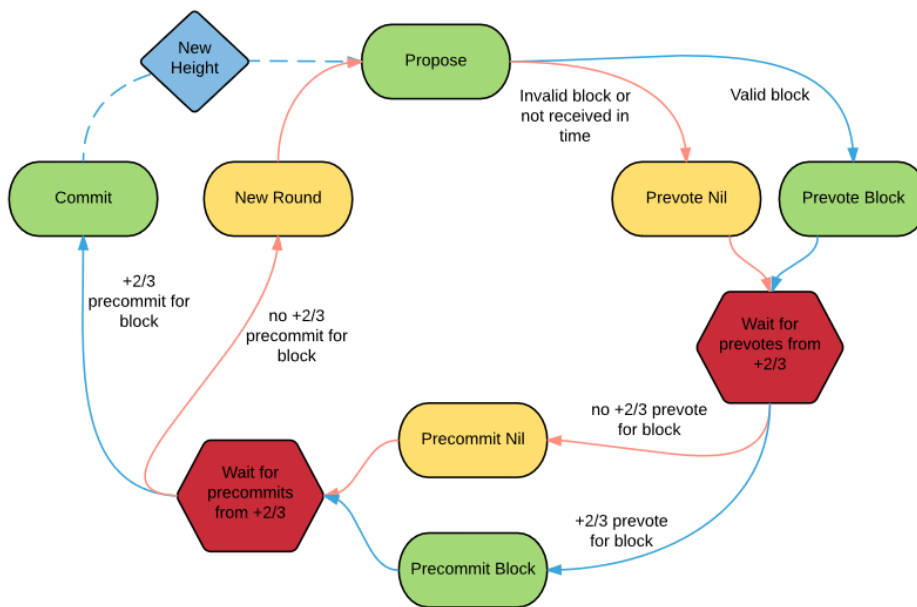 New
Height
Propose
Invalid block or
not received in
time
Valid block
Commit
New Round
Prevote Nil
Prevote Block
+2/3
precommit for
block
no +2/3
precommit for
block
Wait for
prevotes from
+2/3
no +2/3 prevote
for block
Precommit Nil
Wait for
precommits
from +2/3
+2/3 prevote
for block
Precommit Block